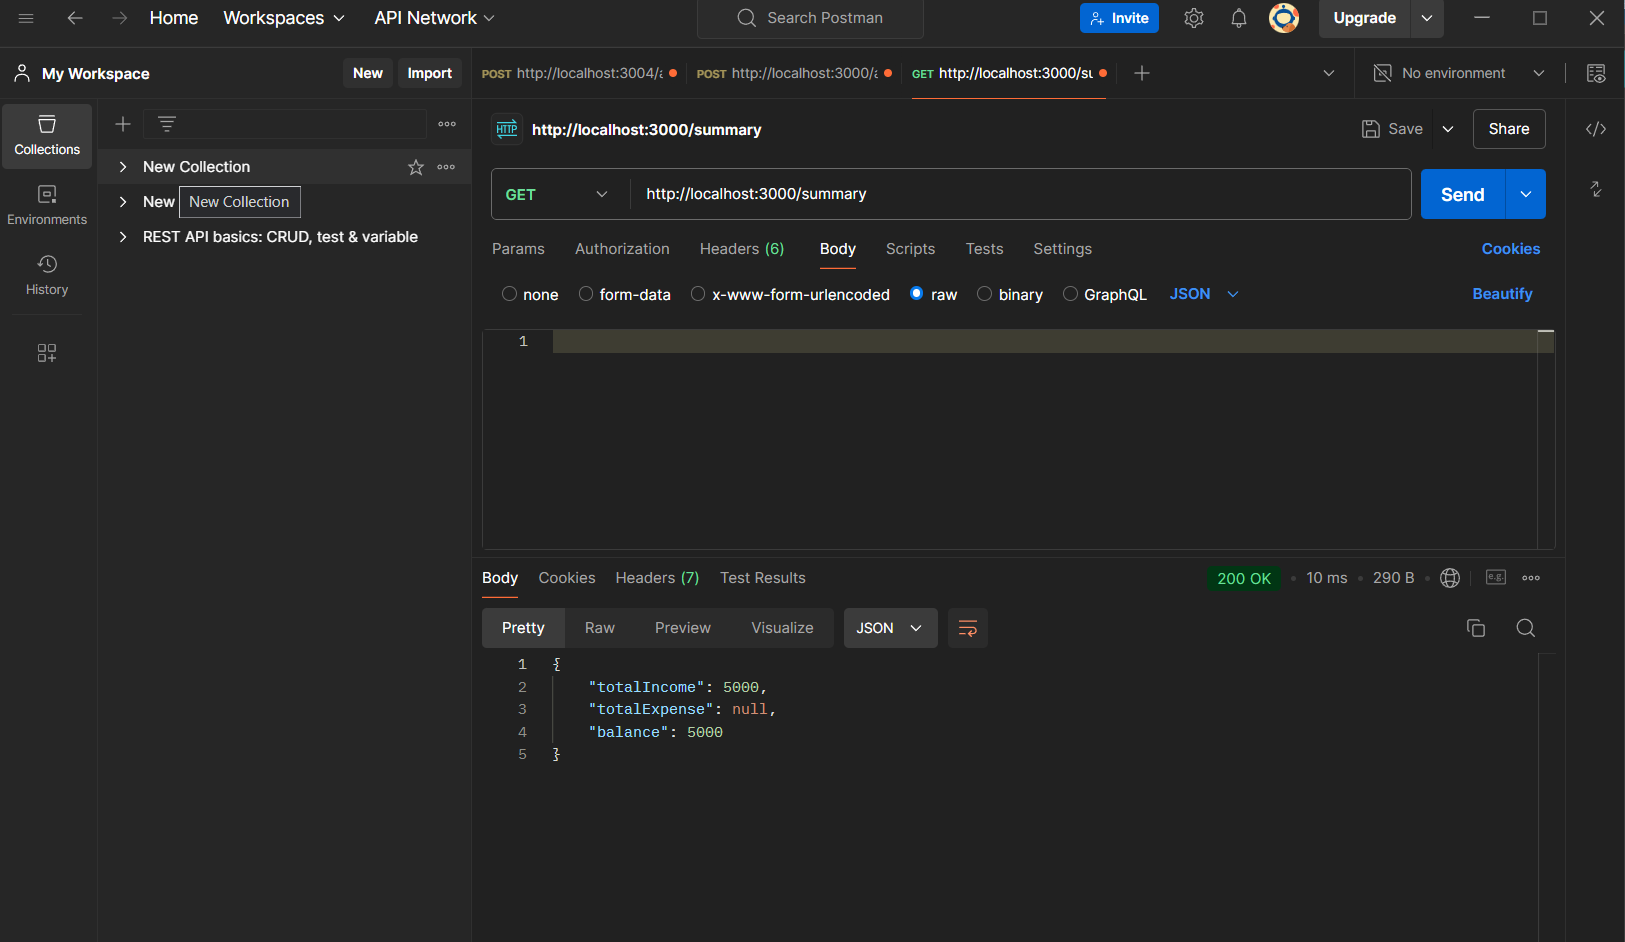 Home Workspaces API Network Search Postman Invite Upgrade
My Workspace New Import POST http://localhost:3004/a POST http://localhost:3000/a GET http://localhost:3000/su No environment
Collections
Environments
History
New Collection
New
New Collection
REST API basics: CRUD, test & variable
HTTP http://localhost:3000/summary Save Share
GET http://localhost:3000/summary Send
Params Authorization Headers (6) Body Scripts Tests Settings Cookies
none form-data x-www-form-urlencoded raw binary GraphQL JSON Beautify
1
Body Cookies Headers (7) Test Results 200 OK 10 ms 290 B e.g.
Pretty Raw Preview Visualize JSON
1 {
2 "totalIncome": 5000,
3 "totalExpense": null,
4 "balance": 5000
5 }